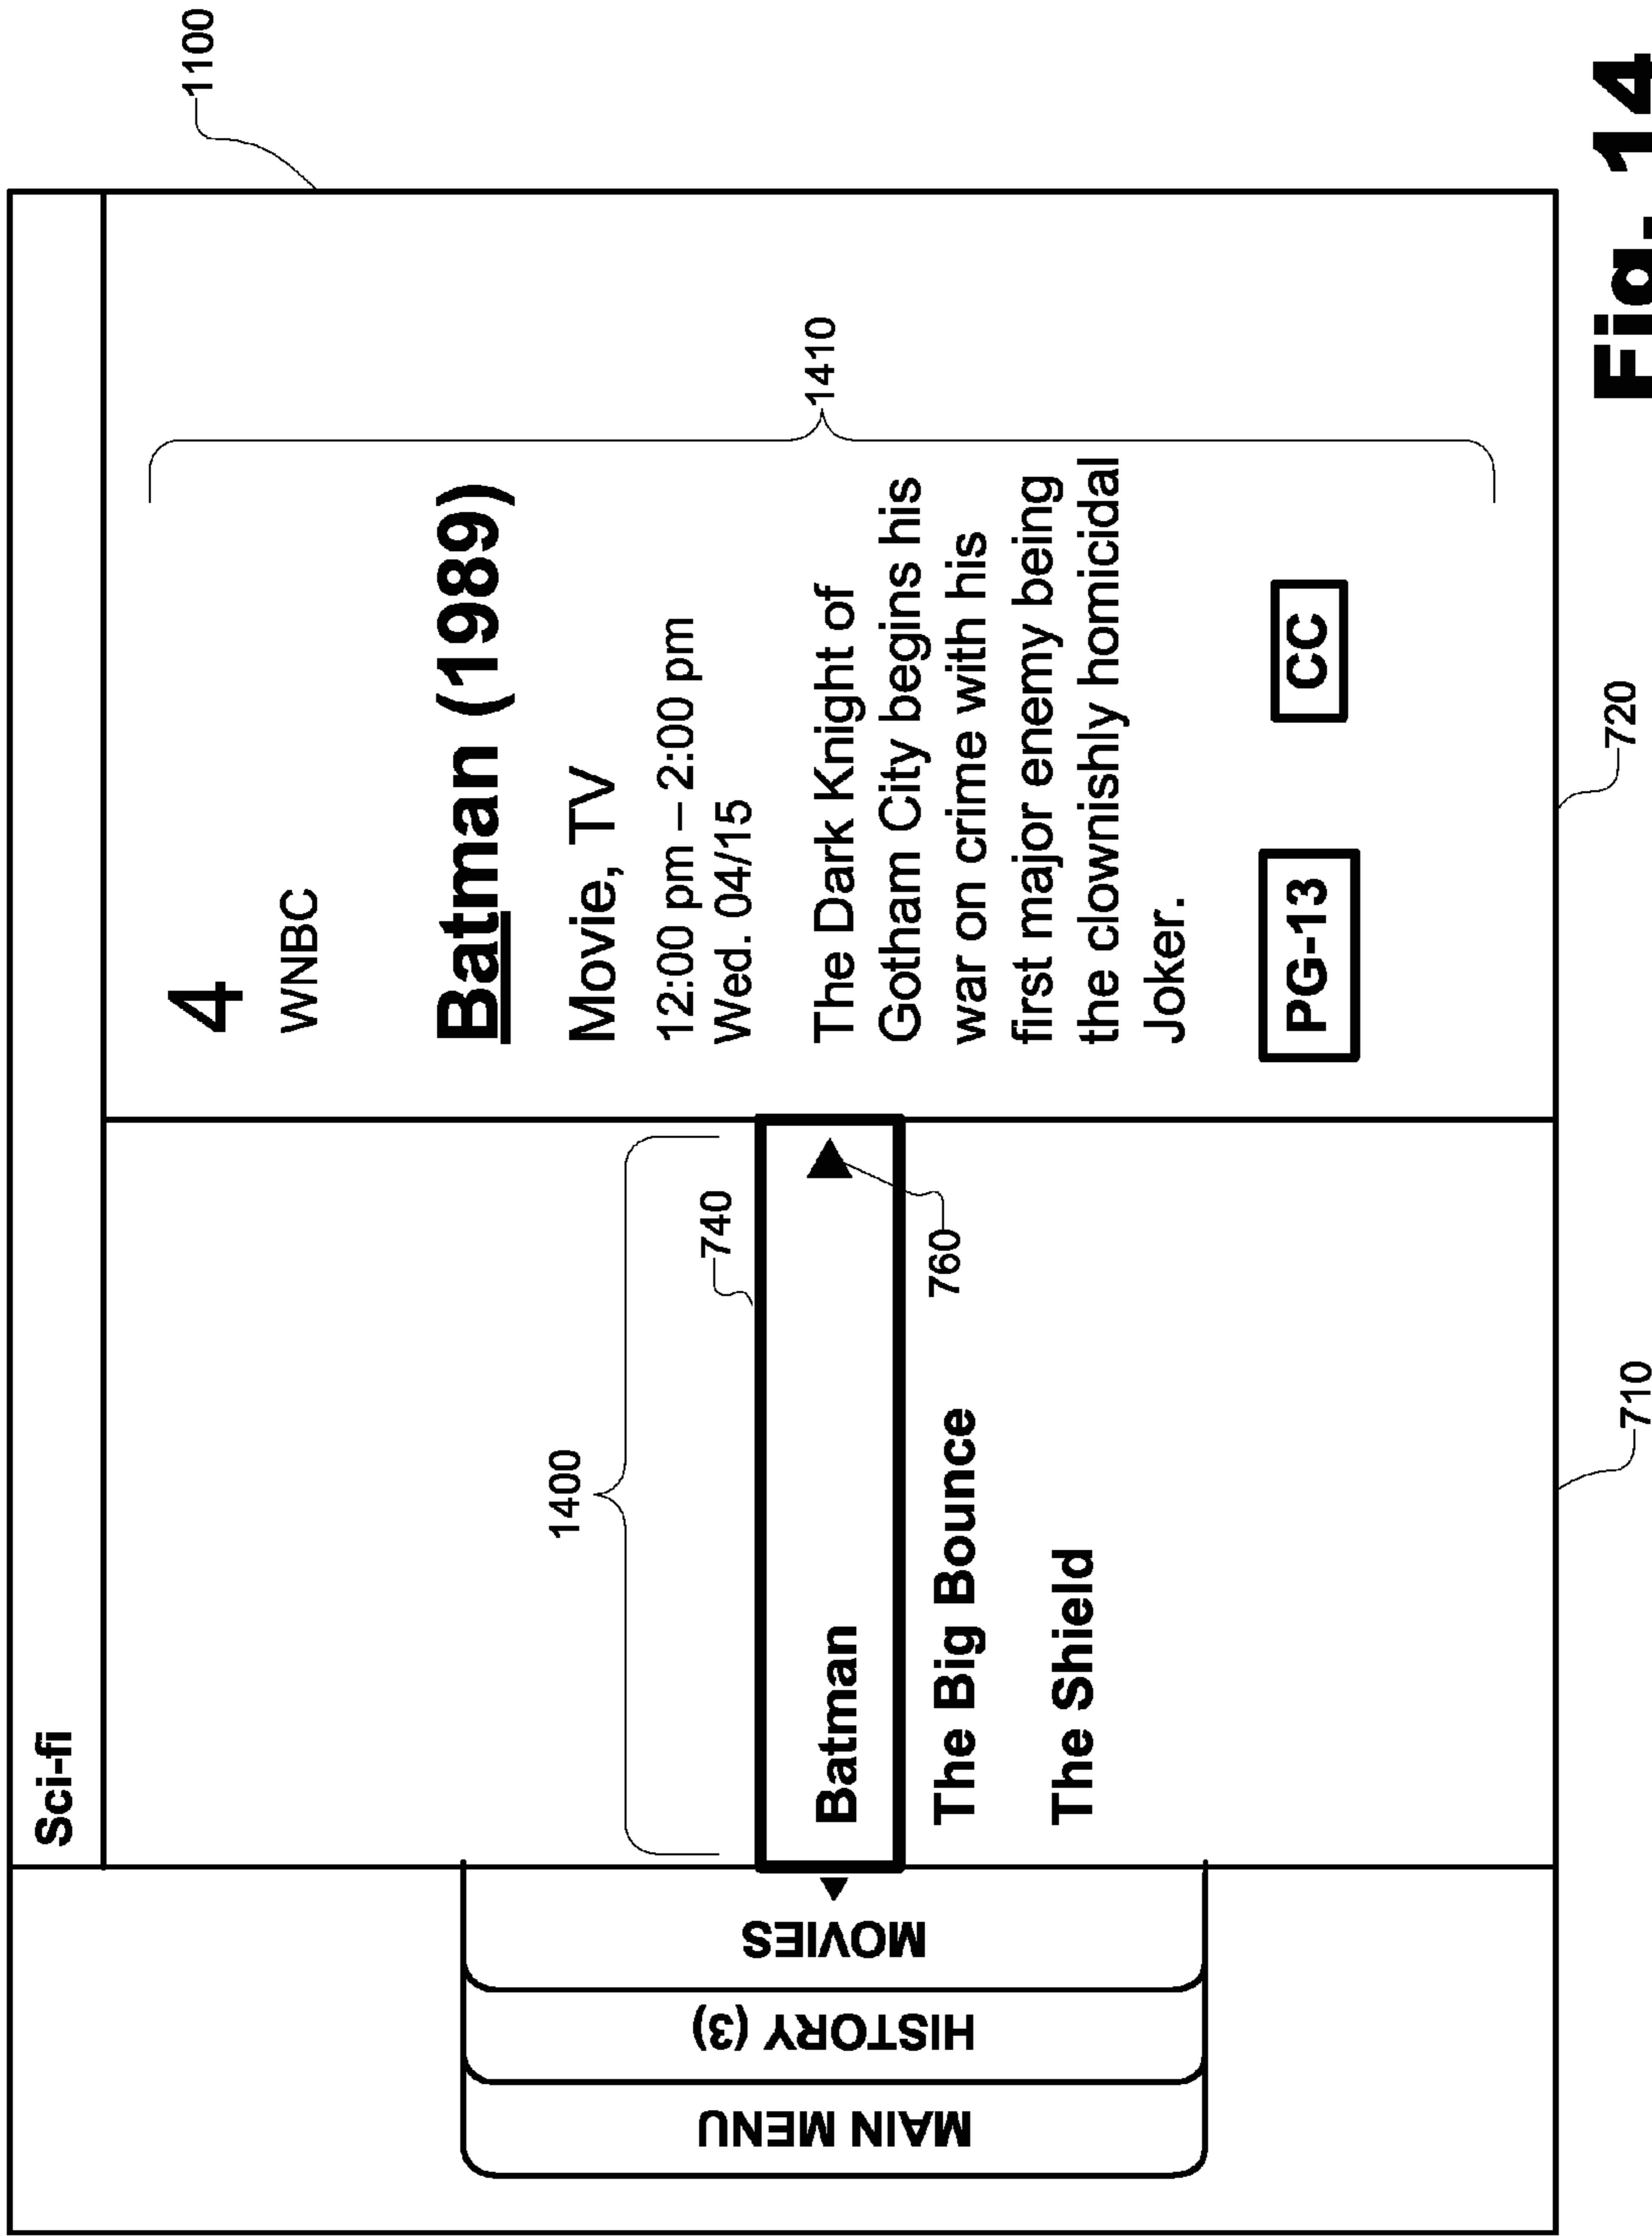 1100
Sci-fi
MAIN MENU
HISTORY (3)
MOVIES
1400
740
Batman
760
The Big Bounce
The Shield
4
WNBC
Batman (1989)
Movie, TV
12:00 pm – 2:00 pm
Wed. 04/15
The Dark Knight of
Gotham City begins his
war on crime with his
first major enemy being
the clownishly homicidal
Joker.
PG-13
CC
1410
710
720
Fig. 14